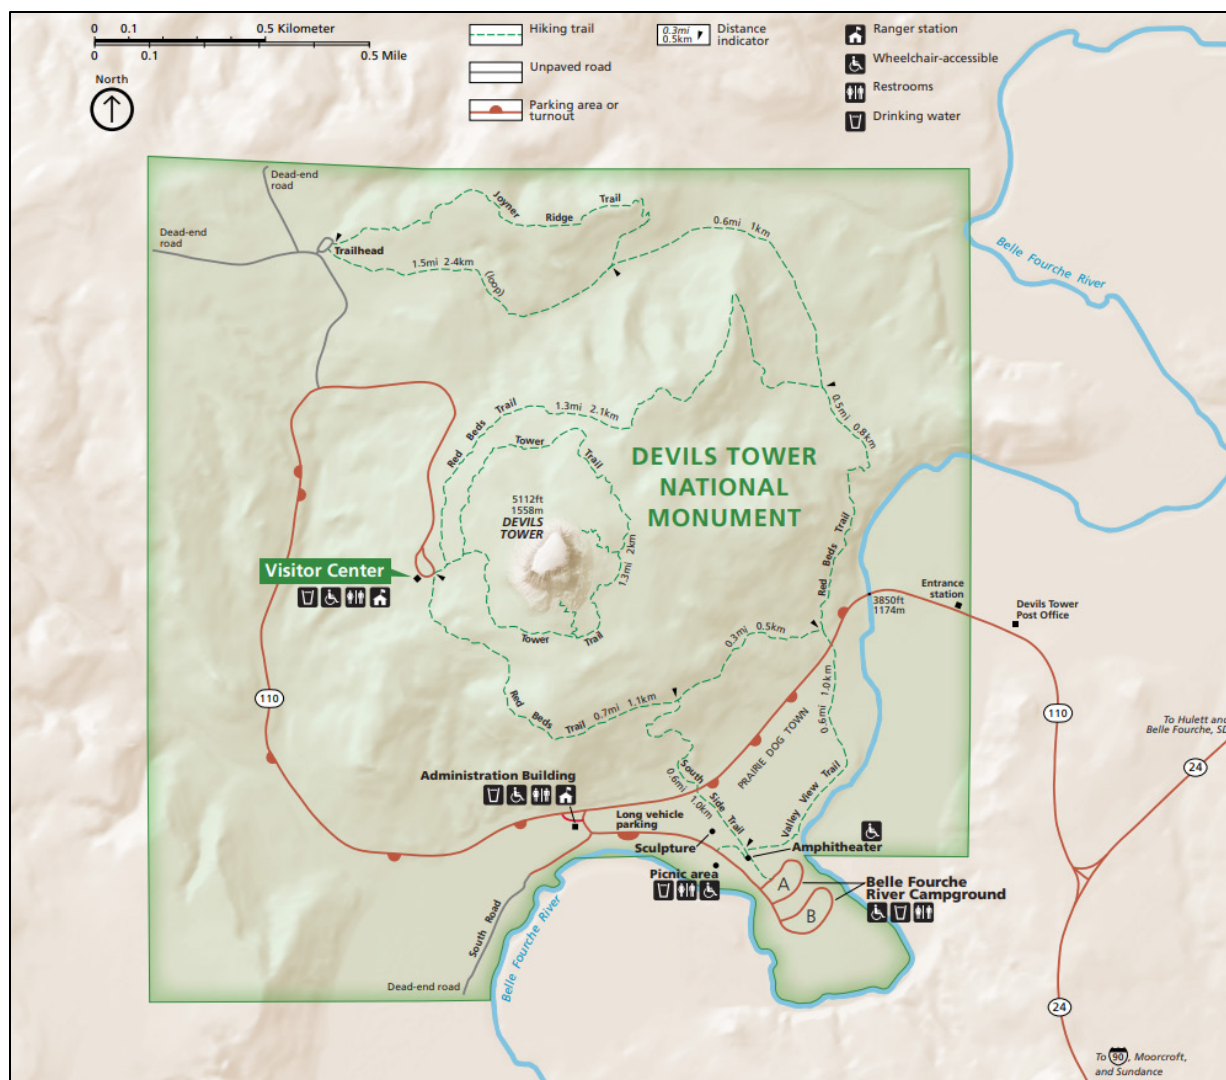 0 0.1 0.5 Kilometer
0 0.1 0.5 Mile
North
Hiking trail
Unpaved road
Parking area or
turnout
0.3mi
0.5km
Distance
indicator
Ranger station
Wheelchair-accessible
Restrooms
Drinking water
Dead-end
road
Dead-end
road
Trailhead
Joyner
Ridge
Trail
1.5mi 2.4km
(loop)
0.6mi 1km
Belle Fourche River
0.5mi 0.8km
Red Beds Trail
1.3mi 2.1km
Tower
Trail
DEVILS TOWER
NATIONAL
MONUMENT
5112ft
1558m
DEVILS
TOWER
1.3mi 2km
Red Beds Trail
Visitor Center
Tower
Trail
Entrance
station
3850ft
1174m
Devils Tower
Post Office
0.3mi 0.5km
0.6mi 1.0km
110
110
Red Beds Trail
0.7mi 1.1km
To Hulett and
Belle Fourche, SD
24
PRAIRIE DOG TOWN
South Side Trail
0.6mi 1.0km
Valley View Trail
Administration Building
Long vehicle
parking
Sculpture
Amphitheater
Picnic area
A
B
Belle Fourche
River Campground
South Road
Belle Fourche River
Dead-end road
24
To 90, Moorcroft,
and Sundance